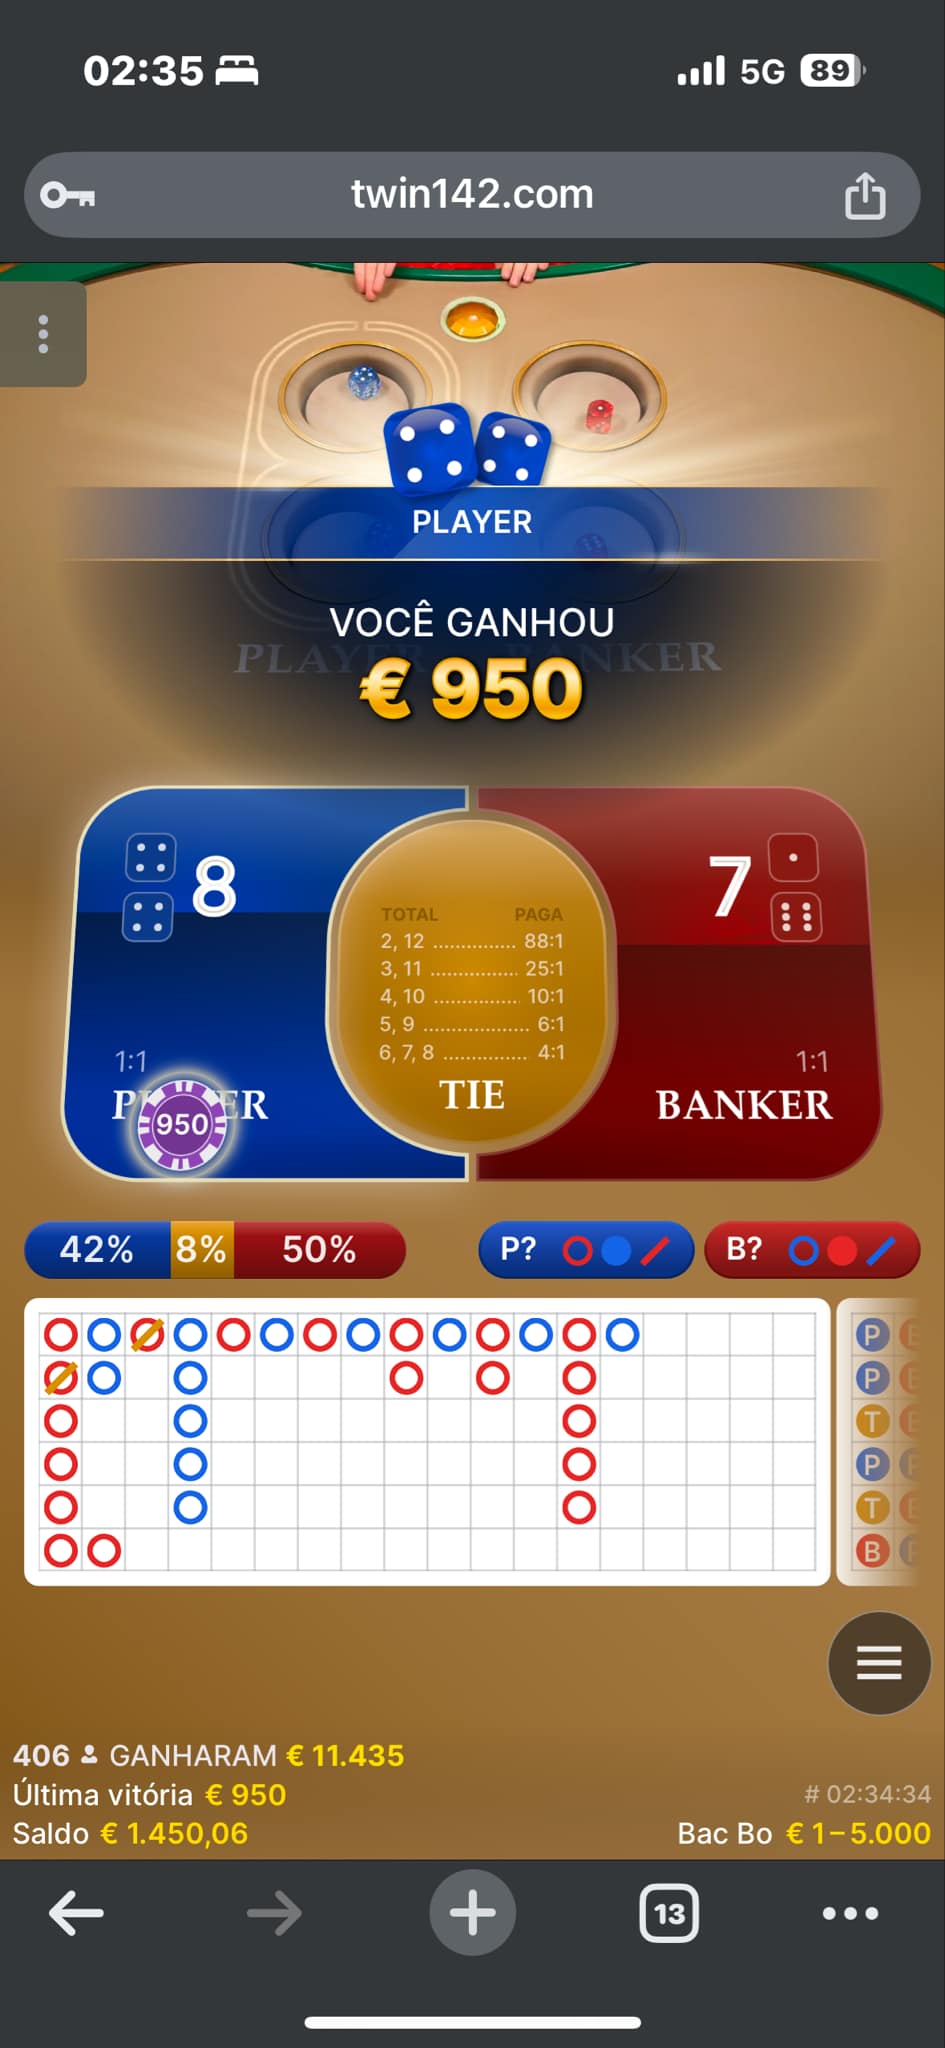 02:35 5G 89
twin142.com
PLAYER
VOCÊ GANHOU
PLAYER BANKER
€ 950
8 7
TOTAL PAGA
2, 12 ............... 88:1
3, 11 ................ 25:1
4, 10 ................ 10:1
5, 9 .................... 6:1
6, 7, 8 ............... 4:1
1:1 1:1
TIE
PLAYER BANKER
950
42% 8% 50% P? B?
P
P
T
P
T
B
406 GANHARAM € 11.435
Última vitória € 950 # 02:34:34
Saldo € 1.450,06 Bac Bo € 1–5.000
13